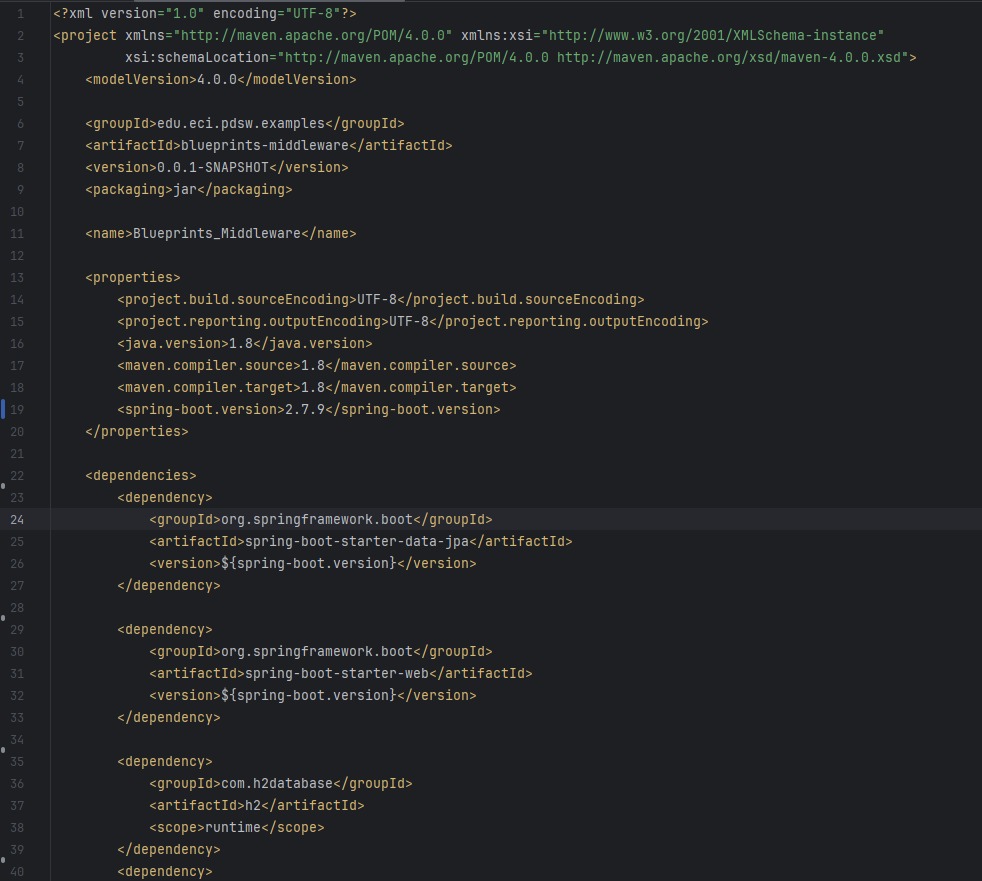 1 <?xml version="1.0" encoding="UTF-8"?>
2 <project xmlns="http://maven.apache.org/POM/4.0.0" xmlns:xsi="http://www.w3.org/2001/XMLSchema-instance"
3 xsi:schemaLocation="http://maven.apache.org/POM/4.0.0 http://maven.apache.org/xsd/maven-4.0.0.xsd">
4 <modelVersion>4.0.0</modelVersion>
5
6 <groupId>edu.eci.pdsw.examples</groupId>
7 <artifactId>blueprints-middleware</artifactId>
8 <version>0.0.1-SNAPSHOT</version>
9 <packaging>jar</packaging>
10
11 <name>Blueprints_Middleware</name>
12
13 <properties>
14 <project.build.sourceEncoding>UTF-8</project.build.sourceEncoding>
15 <project.reporting.outputEncoding>UTF-8</project.reporting.outputEncoding>
16 <java.version>1.8</java.version>
17 <maven.compiler.source>1.8</maven.compiler.source>
18 <maven.compiler.target>1.8</maven.compiler.target>
19 <spring-boot.version>2.7.9</spring-boot.version>
20 </properties>
21
22 <dependencies>
23 <dependency>
24 <groupId>org.springframework.boot</groupId>
25 <artifactId>spring-boot-starter-data-jpa</artifactId>
26 <version>${spring-boot.version}</version>
27 </dependency>
28
29 <dependency>
30 <groupId>org.springframework.boot</groupId>
31 <artifactId>spring-boot-starter-web</artifactId>
32 <version>${spring-boot.version}</version>
33 </dependency>
34
35 <dependency>
36 <groupId>com.h2database</groupId>
37 <artifactId>h2</artifactId>
38 <scope>runtime</scope>
39 </dependency>
40 <dependency>